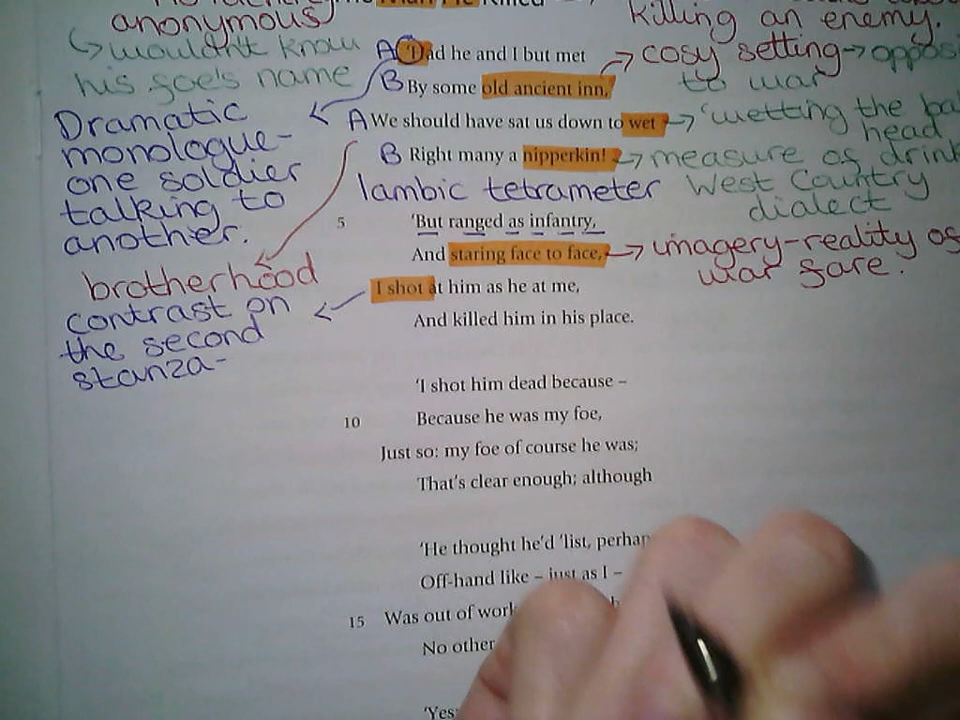 Man He Killed
anonymous
killing an enemy.
wouldn't know
his foe's name
A 'Had he and I but met
cosy setting
to war
B By some old ancient inn,
Dramatic
monologue-
one soldier
talking to
another.
A We should have sat us down to wet
'wetting the
head
B Right many a nipperkin!
measure of drink
West Country
dialect
Iambic tetrameter
5 'But ranged as infantry,
And staring face to face,
imagery-reality of
war fare.
brotherhood
I shot at him as he at me,
contrast on
the second
stanza-
And killed him in his place.
'I shot him dead because –
10 Because he was my foe,
Just so: my foe of course he was;
That's clear enough; although
'He thought he'd 'list, perhap
Off-hand like – just as I –
15 Was out of work
No other
'Yes